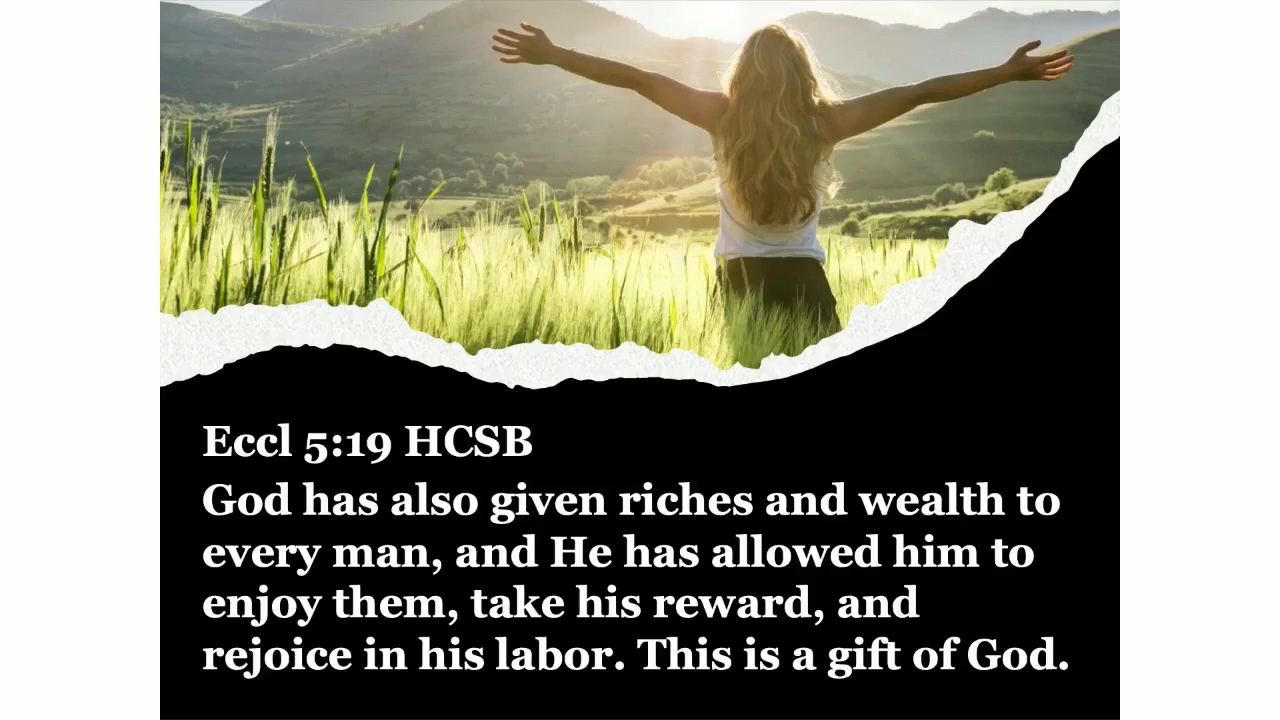 Eccl 5:19 HCSB
God has also given riches and wealth to
every man, and He has allowed him to
enjoy them, take his reward, and
rejoice in his labor. This is a gift of God.